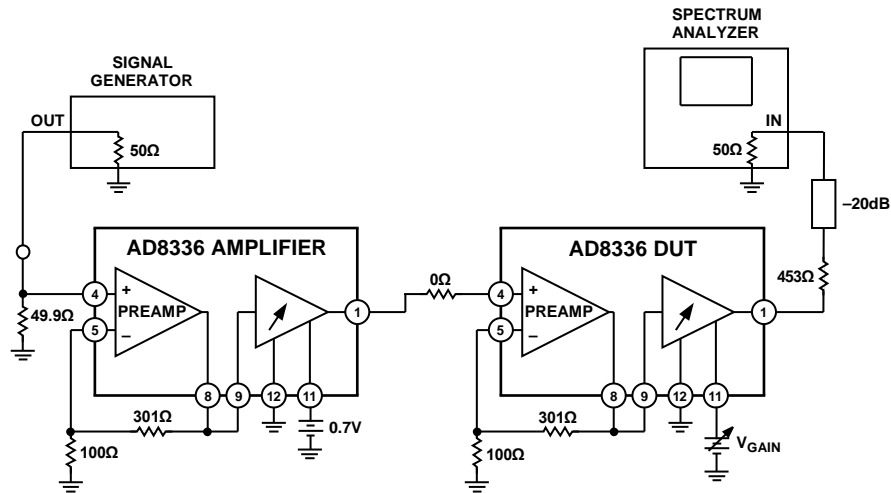 SPECTRUM
ANALYZER
SIGNAL
GENERATOR
OUT
50Ω
IN
50Ω
–20dB
453Ω
AD8336 AMPLIFIER
AD8336 DUT
0Ω
49.9Ω
4
+
PREAMP
5
–
1
8
9
12
11
301Ω
100Ω
0.7V
4
+
PREAMP
5
–
1
8
9
12
11
301Ω
100Ω
VGAIN